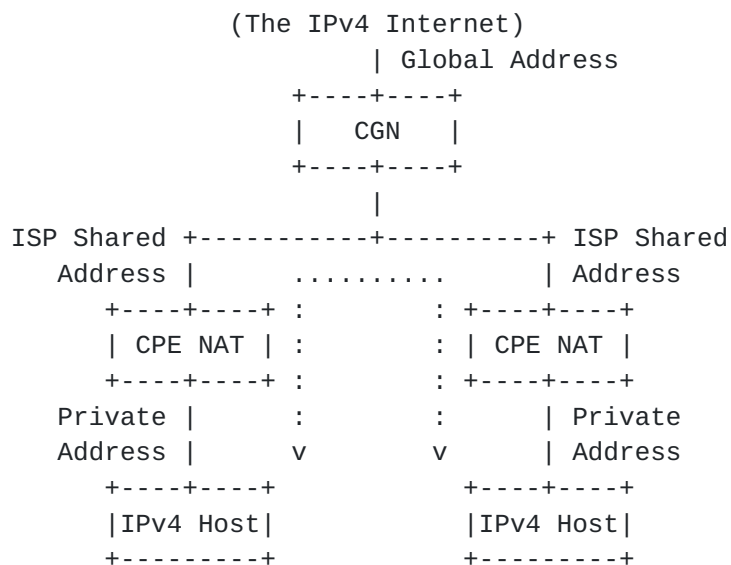 (The IPv4 Internet)
| Global Address
+----+----+
| CGN |
+----+----+
|
ISP Shared +-----------+----------+ ISP Shared
Address | .......... | Address
+----+----+ : : +----+----+
| CPE NAT | : : | CPE NAT |
+----+----+ : : +----+----+
Private | : : | Private
Address | v v | Address
+----+----+ +----+----+
|IPv4 Host| |IPv4 Host|
+---------+ +---------+